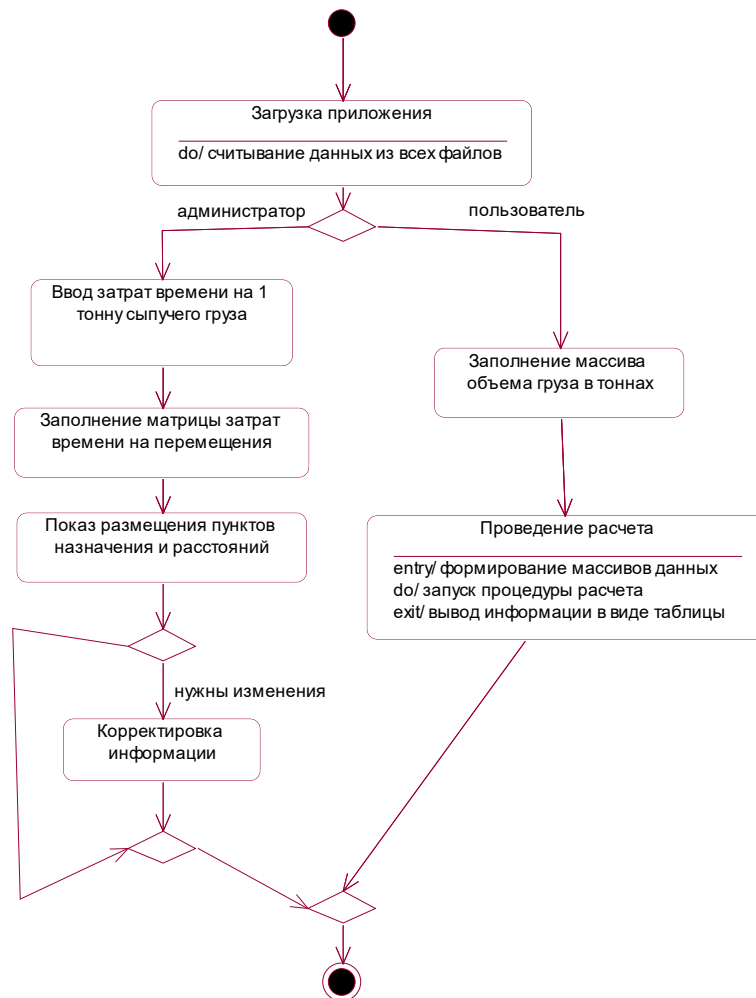 Загрузка приложения
do/ считывание данных из всех файлов
администратор
пользователь
Ввод затрат времени на 1
тонну сыпучего груза
Заполнение массива
объема груза в тоннах
Заполнение матрицы затрат
времени на перемещения
Показ размещения пунктов
назначения и расстояний
Проведение расчета
entry/ формирование массивов данных
do/ запуск процедуры расчета
exit/ вывод информации в виде таблицы
нужны изменения
Корректировка
информации